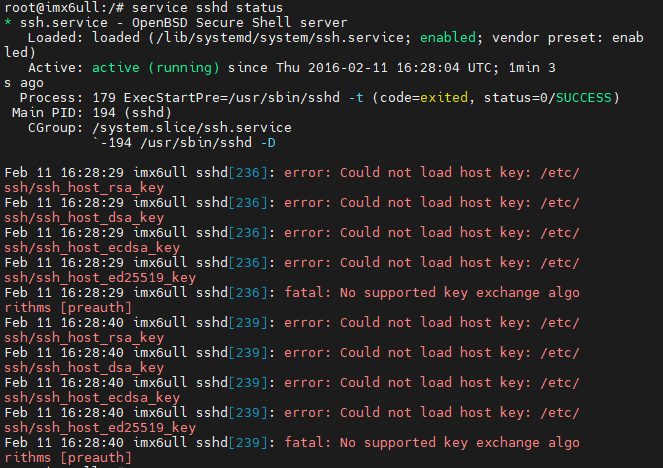 root@imx6ull:/# service sshd status
* ssh.service - OpenBSD Secure Shell server
   Loaded: loaded (/lib/systemd/system/ssh.service; enabled; vendor preset: enab
led)
   Active: active (running) since Thu 2016-02-11 16:28:04 UTC; 1min 3
s ago
  Process: 179 ExecStartPre=/usr/sbin/sshd -t (code=exited, status=0/SUCCESS)
 Main PID: 194 (sshd)
   CGroup: /system.slice/ssh.service
           `-194 /usr/sbin/sshd -D
Feb 11 16:28:29 imx6ull sshd[236]: error: Could not load host key: /etc/
ssh/ssh_host_rsa_key
Feb 11 16:28:29 imx6ull sshd[236]: error: Could not load host key: /etc/
ssh/ssh_host_dsa_key
Feb 11 16:28:29 imx6ull sshd[236]: error: Could not load host key: /etc/
ssh/ssh_host_ecdsa_key
Feb 11 16:28:29 imx6ull sshd[236]: error: Could not load host key: /etc/
ssh/ssh_host_ed25519_key
Feb 11 16:28:29 imx6ull sshd[236]: fatal: No supported key exchange algo
rithms [preauth]
Feb 11 16:28:40 imx6ull sshd[239]: error: Could not load host key: /etc/
ssh/ssh_host_rsa_key
Feb 11 16:28:40 imx6ull sshd[239]: error: Could not load host key: /etc/
ssh/ssh_host_dsa_key
Feb 11 16:28:40 imx6ull sshd[239]: error: Could not load host key: /etc/
ssh/ssh_host_ecdsa_key
Feb 11 16:28:40 imx6ull sshd[239]: error: Could not load host key: /etc/
ssh/ssh_host_ed25519_key
Feb 11 16:28:40 imx6ull sshd[239]: fatal: No supported key exchange algo
rithms [preauth]